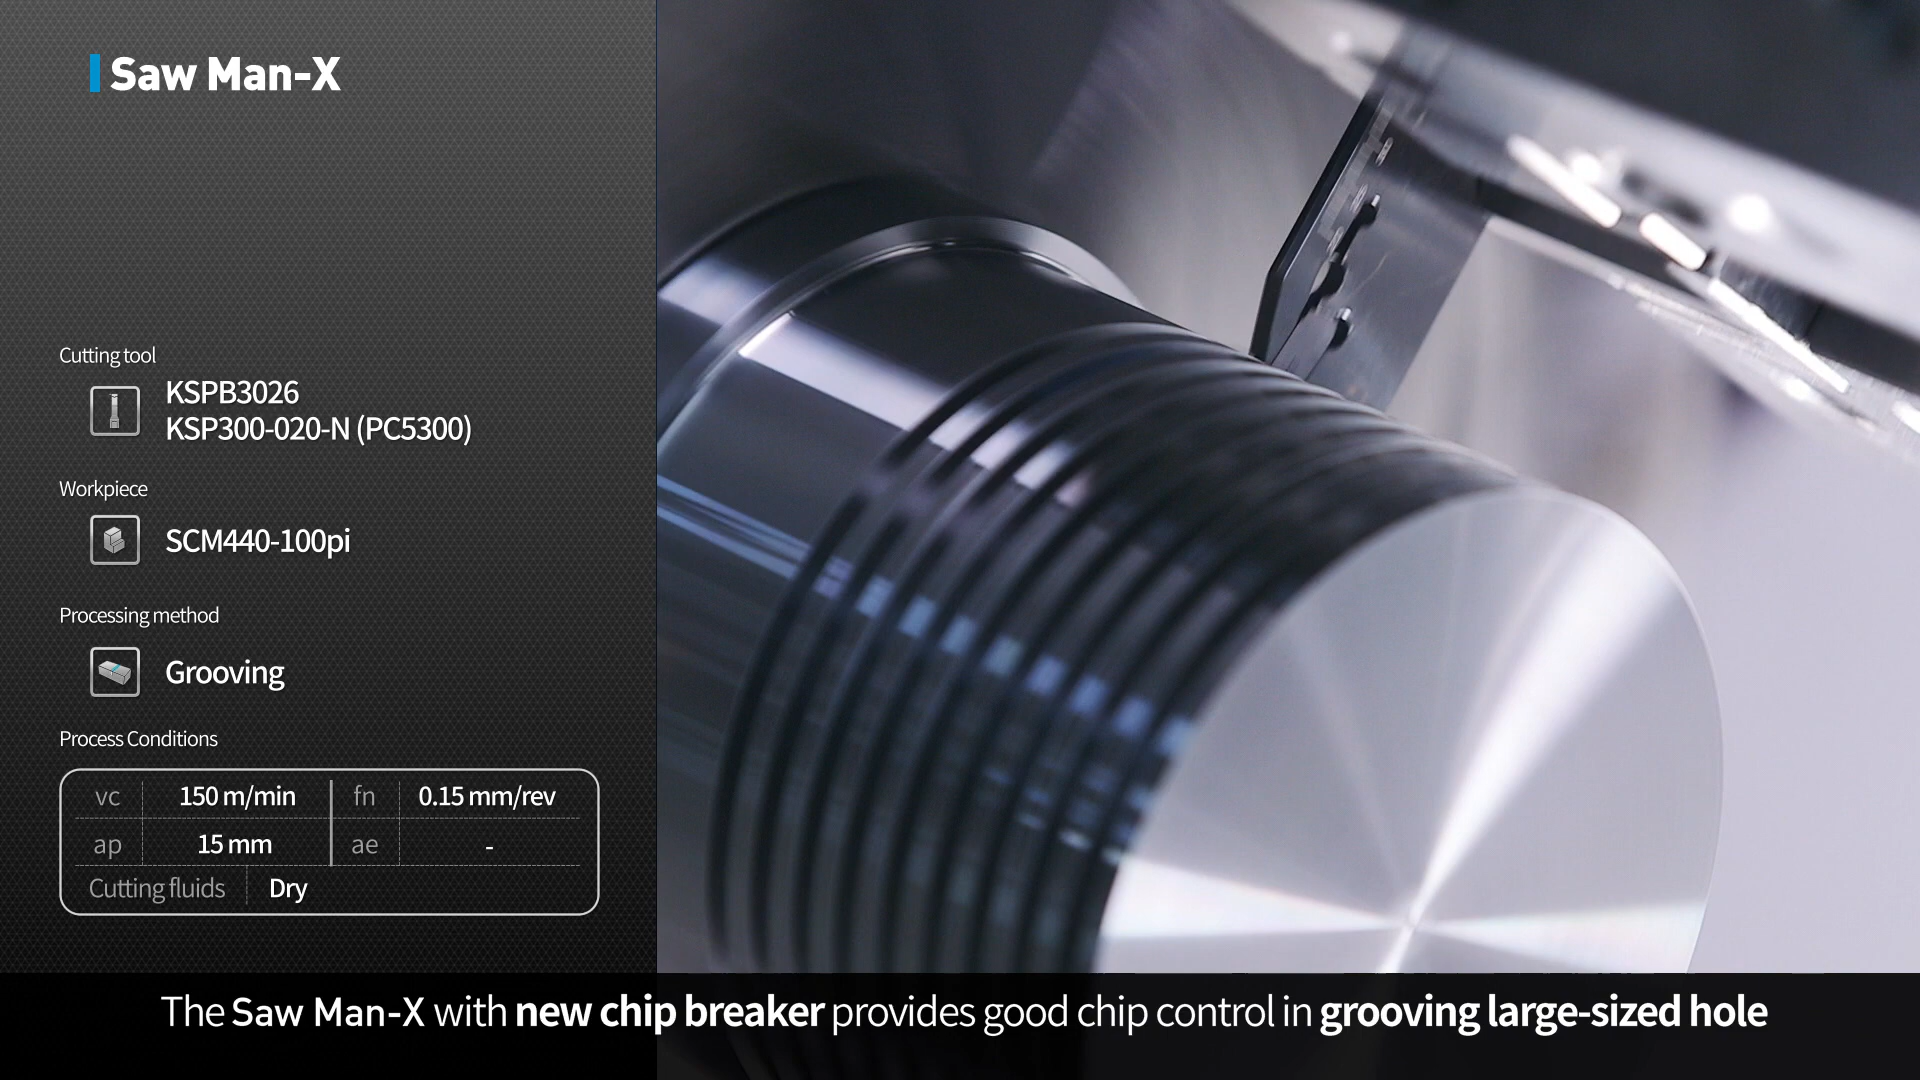 Saw Man-X
Cutting tool
KSPB3026
KSP300-020-N (PC5300)
Workpiece
SCM440-100pi
Processing method
Grooving
Process Conditions
vc 150 m/min fn 0.15 mm/rev
ap 15 mm ae -
Cutting fluids Dry
The Saw Man-X with new chip breaker provides good chip control in grooving large-sized hole